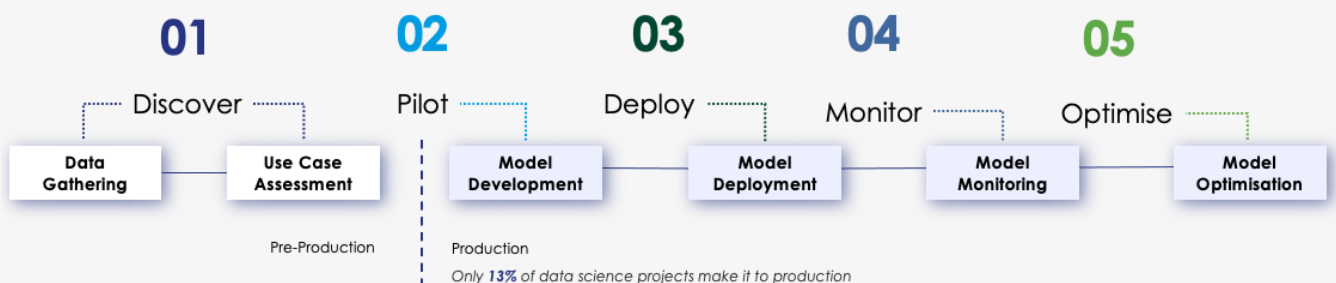 01
02
03
04
05
Discover
Pilot
Deploy
Monitor
Optimise
Data
Gathering
Use Case
Assessment
Model
Development
Model
Deployment
Model
Monitoring
Model
Optimisation
Pre-Production
Production
Only 13% of data science projects make it to production